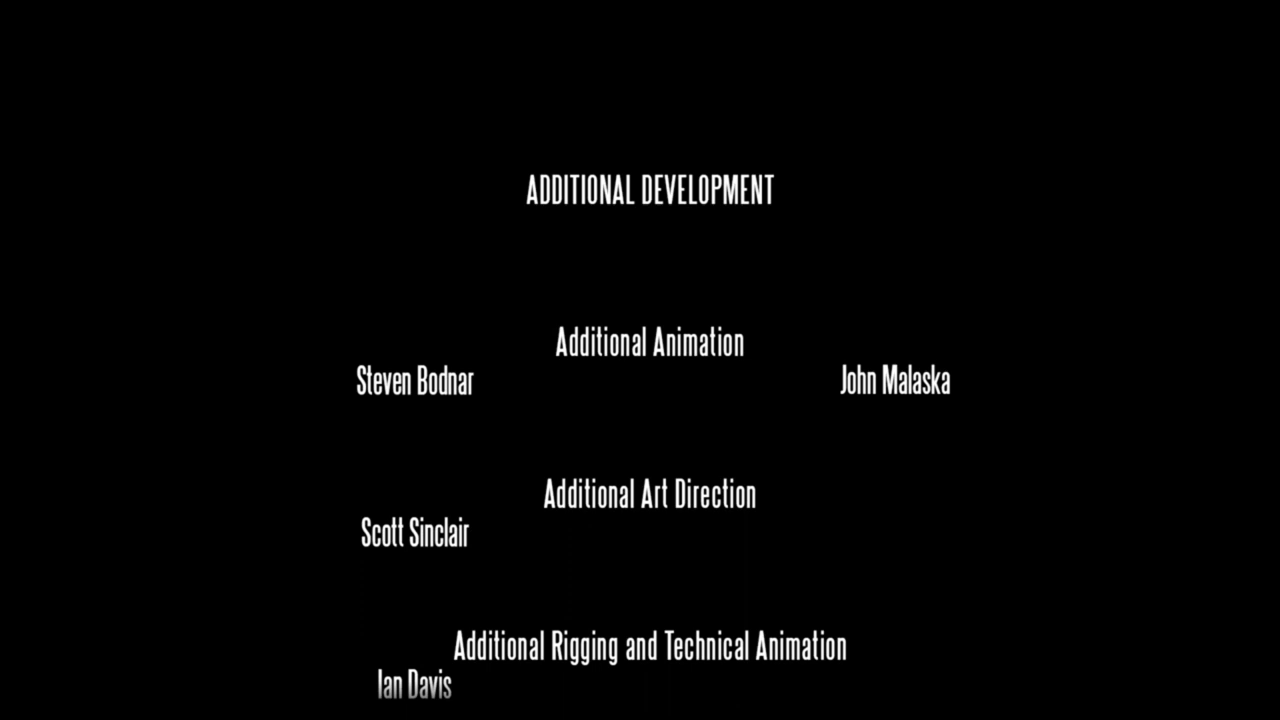 ADDITIONAL DEVELOPMENT
Additional Animation
Steven Bodnar John Malaska
Additional Art Direction
Scott Sinclair
Additional Rigging and Technical Animation
Ian Davis